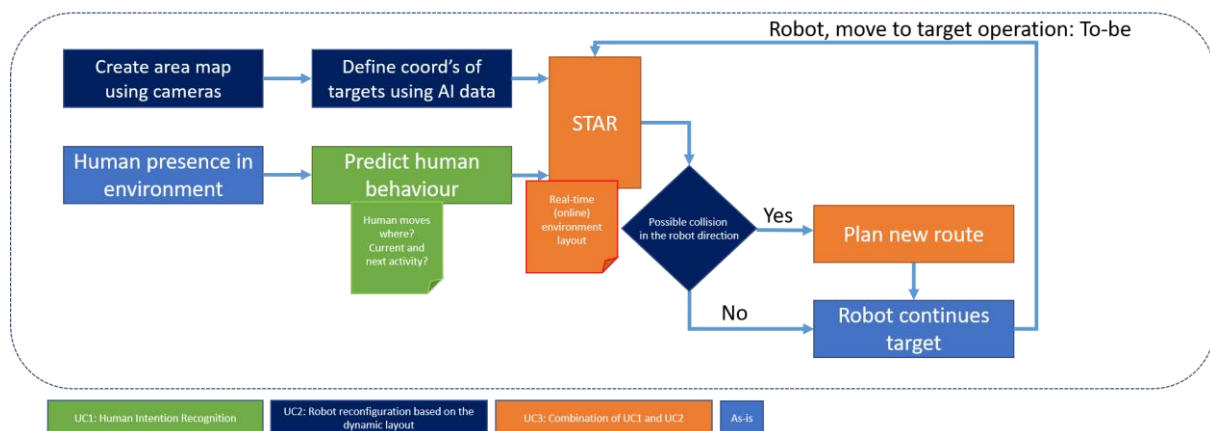 Robot, move to target operation: To-be
Create area map
using cameras
Define coord's of
targets using AI data
STAR
Human presence in
environment
Predict human
behaviour
Human moves
where?
Current and
next activity?
Real-time
(online)
environment
layout
Possible collision
in the robot direction
Yes
Plan new route
No
Robot continues
target
UC1: Human Intention Recognition
UC2: Robot reconfiguration based on the
dynamic layout
UC3: Combination of UC1 and UC2
As-is